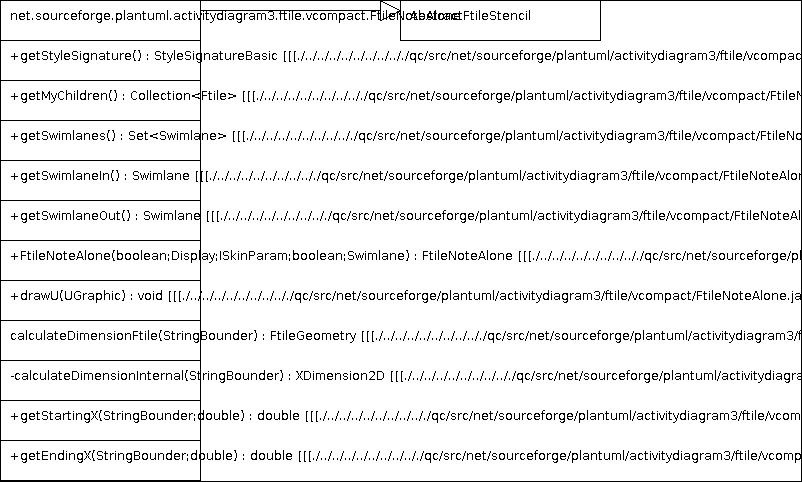 net.sourceforge.plantuml.activitydiagram3.ftile.vcompact.FtileNoteAlone
AbstractFtileStencil
+getStyleSignature() : StyleSignatureBasic [[[./../../../../../../../../../qc/src/net/sourceforge/plantuml/activitydiagram3/ftile/vcompac
+getMyChildren() : Collection<Ftile> [[[./../../../../../../../../../qc/src/net/sourceforge/plantuml/activitydiagram3/ftile/vcompact/FtileN
+getSwimlanes() : Set<Swimlane> [[[./../../../../../../../../../qc/src/net/sourceforge/plantuml/activitydiagram3/ftile/vcompact/FtileNo
+getSwimlaneIn() : Swimlane [[[./../../../../../../../../../qc/src/net/sourceforge/plantuml/activitydiagram3/ftile/vcompact/FtileNoteAlon
+getSwimlaneOut() : Swimlane [[[./../../../../../../../../../qc/src/net/sourceforge/plantuml/activitydiagram3/ftile/vcompact/FtileNoteAl
+FtileNoteAlone(boolean;Display;ISkinParam;boolean;Swimlane) : FtileNoteAlone [[[./../../../../../../../../../qc/src/net/sourceforge/pl
+drawU(UGraphic) : void [[[./../../../../../../../../../qc/src/net/sourceforge/plantuml/activitydiagram3/ftile/vcompact/FtileNoteAlone.ja
calculateDimensionFtile(StringBounder) : FtileGeometry [[[./../../../../../../../../../qc/src/net/sourceforge/plantuml/activitydiagram3/f
-calculateDimensionInternal(StringBounder) : XDimension2D [[[./../../../../../../../../../qc/src/net/sourceforge/plantuml/activitydiagra
+getStartingX(StringBounder;double) : double [[[./../../../../../../../../../qc/src/net/sourceforge/plantuml/activitydiagram3/ftile/vcom
+getEndingX(StringBounder;double) : double [[[./../../../../../../../../../qc/src/net/sourceforge/plantuml/activitydiagram3/ftile/vcomp